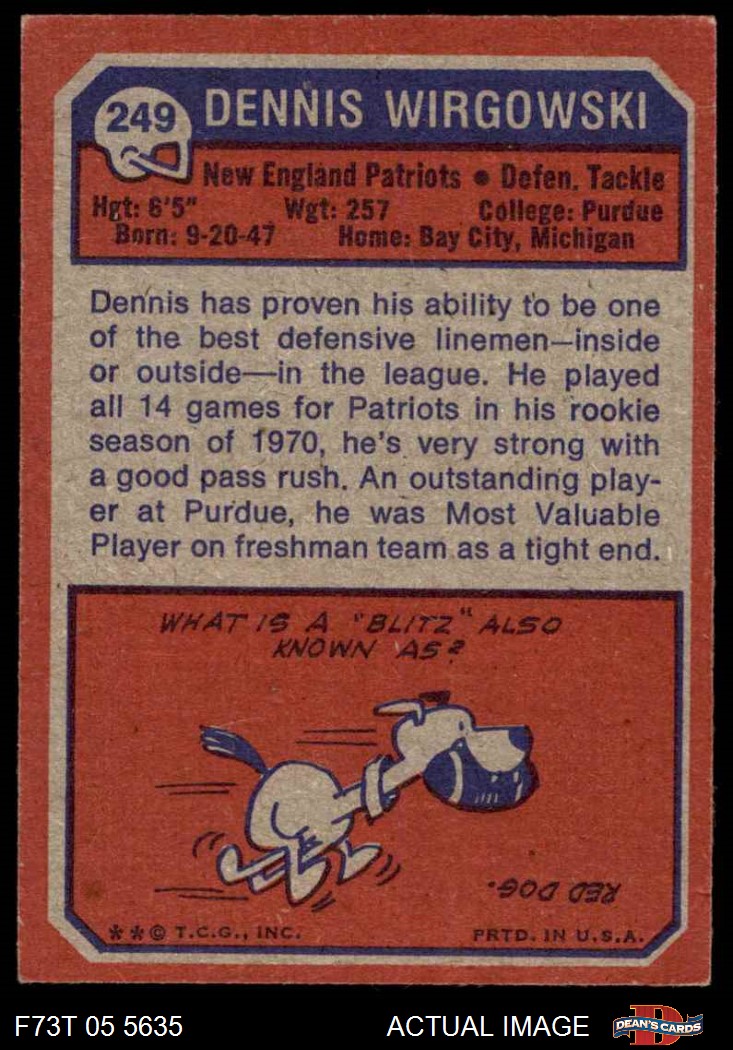 249
DENNIS WIRGOWSKI
New England Patriots • Defen. Tackle
Hgt: 6'5" Wgt: 257 College: Purdue
Born: 9-20-47 Home: Bay City, Michigan
Dennis has proven his ability to be one
of the best defensive linemen—inside
or outside—in the league. He played
all 14 games for Patriots in his rookie
season of 1970, he's very strong with
a good pass rush. An outstanding play-
er at Purdue, he was Most Valuable
Player on freshman team as a tight end.
WHAT IS A "BLITZ" ALSO
KNOWN AS?
RED DOG.
**© T.C.G., INC. PRTD. IN U.S.A.
F73T 05 5635 ACTUAL IMAGE
D
DEAN'S CARDS